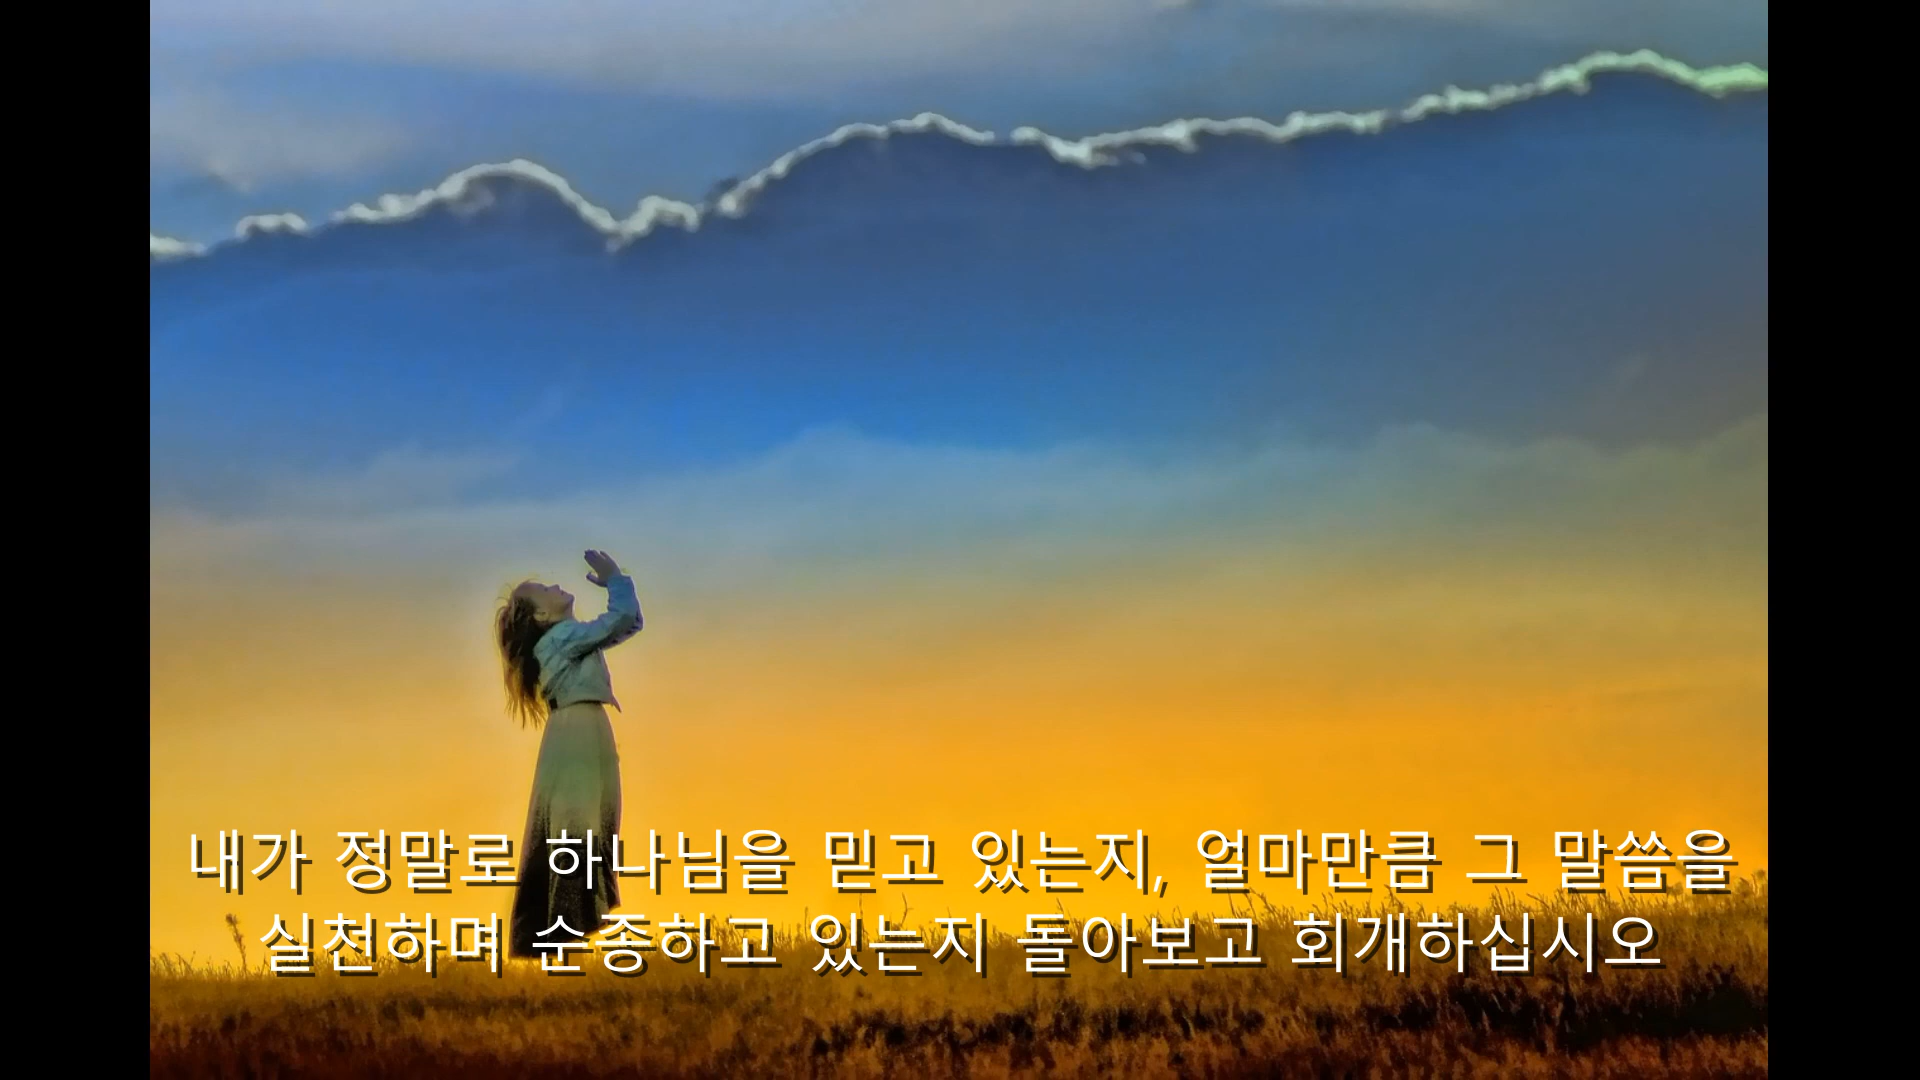 내가 정말로 하나님을 믿고 있는지, 얼마만큼 그 말씀을
실천하며 순종하고 있는지 돌아보고 회개하십시오